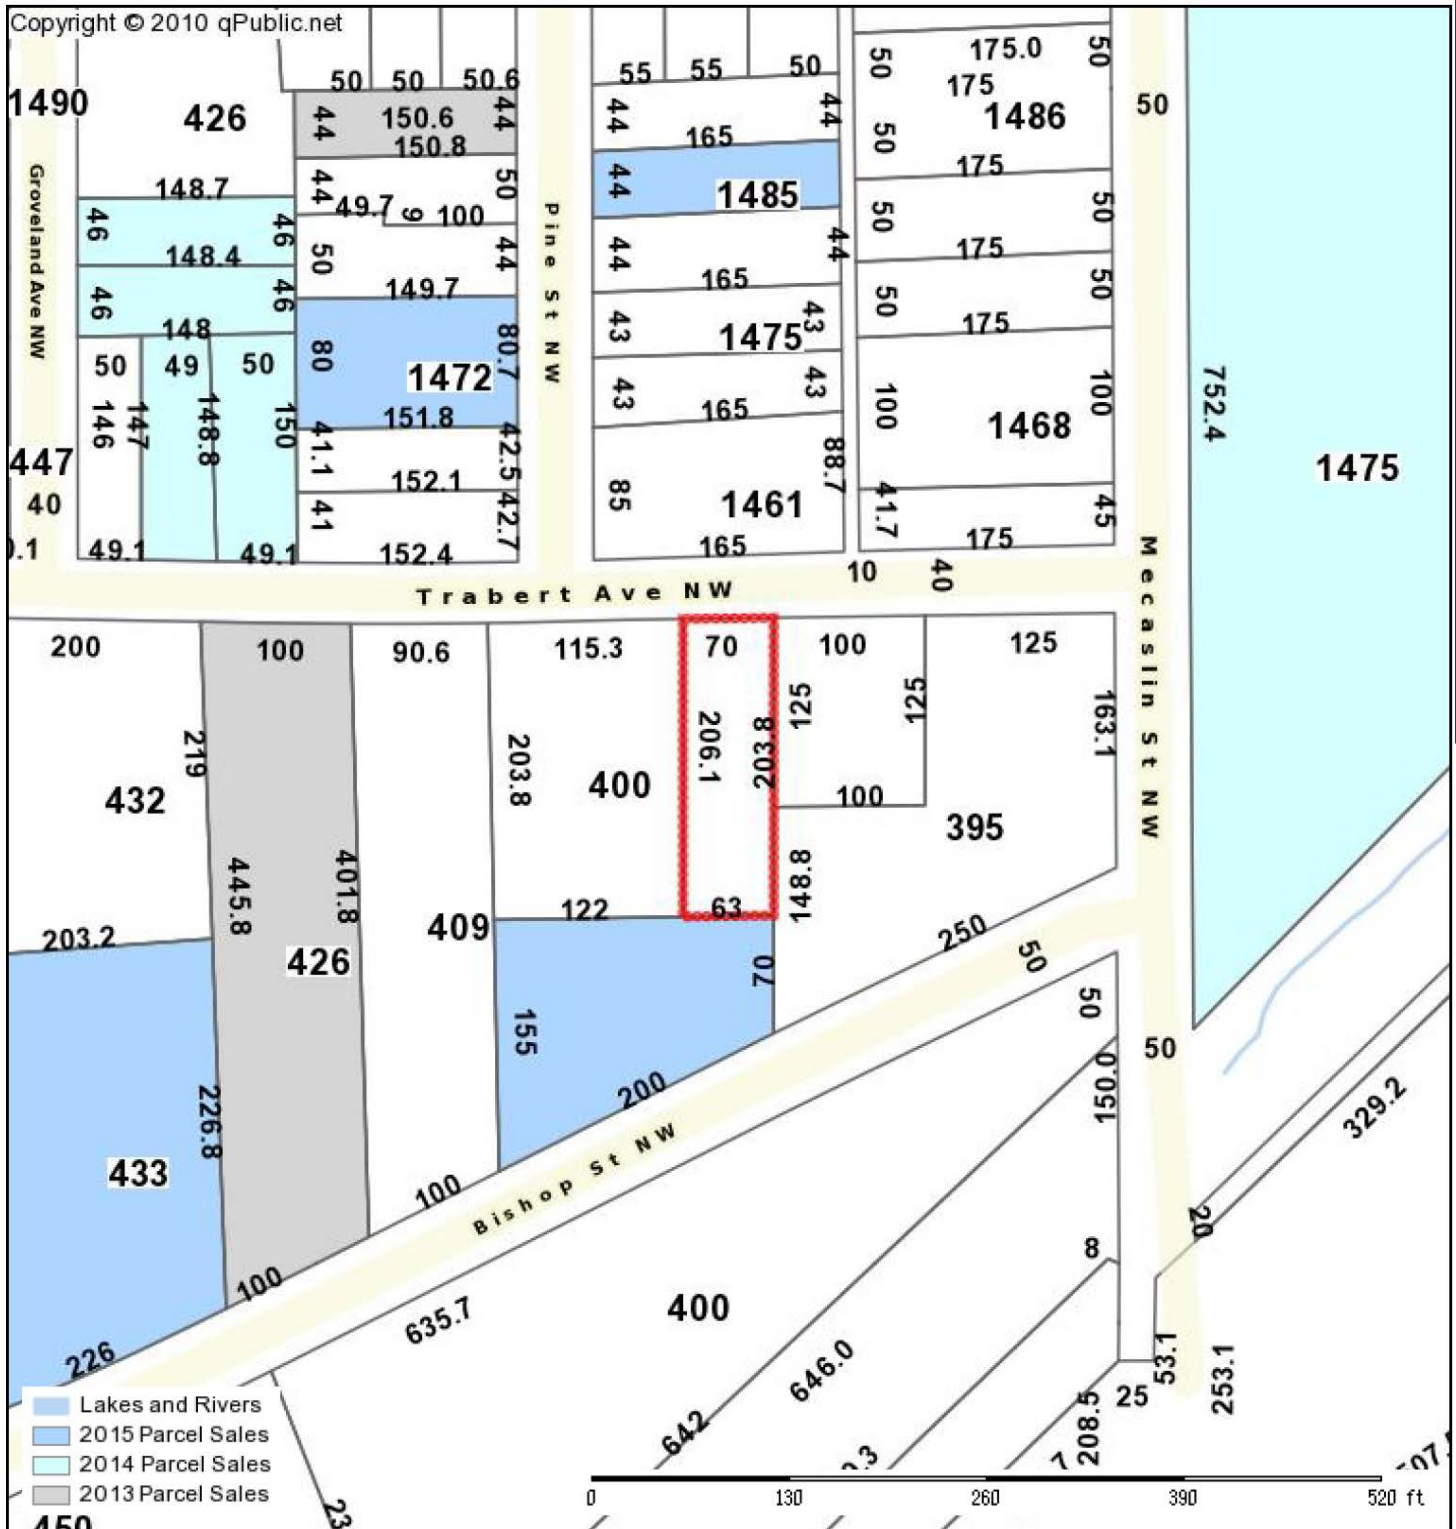 Copyright © 2010 qPublic.net
50 50 50.6
55 55 50
50 175.0 50
175
1490 426
44 150.6 44
150.8
44 165 44
50 175 1486
50
148.7
44 49.7 6 100 50
44 1485
50 175 50
46 148.4 46
50 149.7 44
44 165 44
46 148 46
50 175 50
43 1475 43
50 49 50
80 1472 80.7
151.8
43 165 43
100 1468 100
752.4
1475
146 147 148.8 150
41.1 152.1 42.5
85 1461 88.7
165
41.7 175 45
447
40
49.1 49.1
41 152.4 42.7
Groveland Ave NW
Pine St NW
Trabert Ave NW
10 40
Mecaslin St NW
200 100 90.6 115.3 70 100 125
219 203.8 206.1 203.8 125 125 163.1
432 400 100 395
445.8 401.8 148.8
203.2 426 409 122 63 250 50
155 70 50 50
433 226.8 200 150.0
329.2
Bishop St NW
100
100
20
8
635.7 400
226
646.0
53.1 253.1
25
642 208.5
Lakes and Rivers
2015 Parcel Sales
2014 Parcel Sales
2013 Parcel Sales
0 130 260 390 520 ft